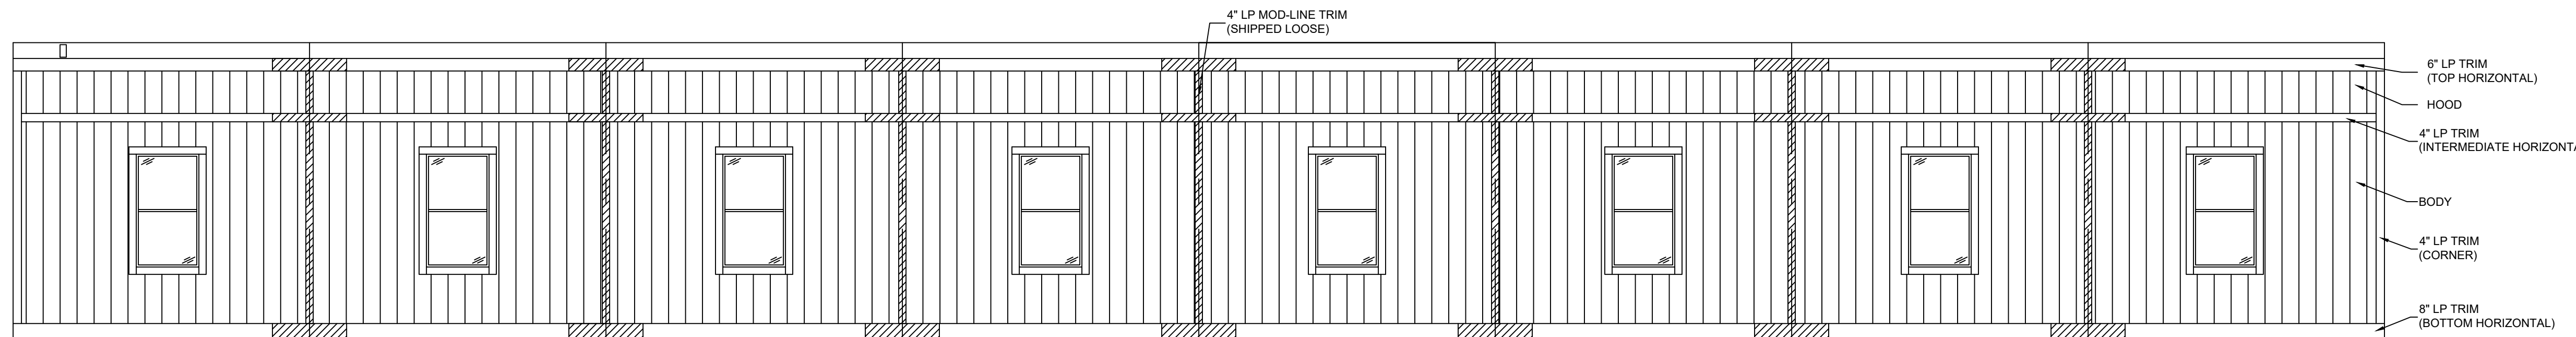 4" LP MOD-LINE TRIM
(SHIPPED LOOSE)
6" LP TRIM
(TOP HORIZONTAL)
HOOD
4" LP TRIM
(INTERMEDIATE HORIZONTA
BODY
4" LP TRIM
(CORNER)
8" LP TRIM
(BOTTOM HORIZONTAL)